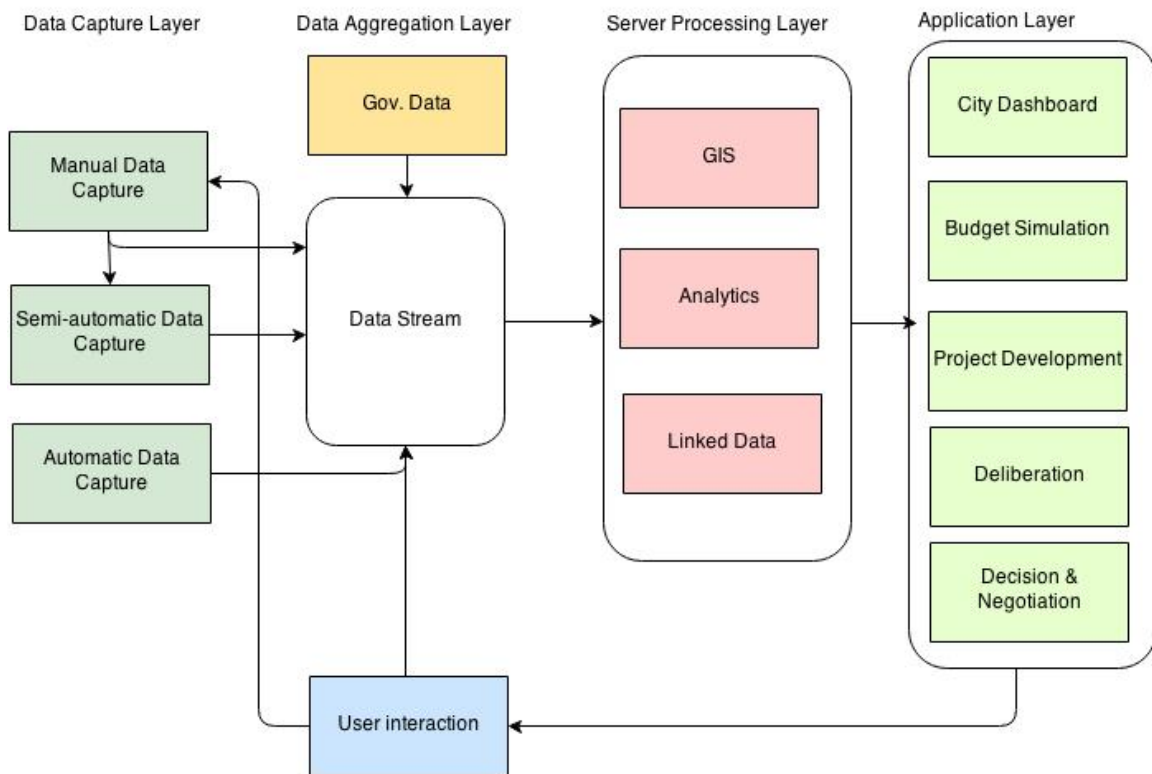 Data Capture Layer
Data Aggregation Layer
Server Processing Layer
Application Layer
Gov. Data
Manual Data
Capture
Semi-automatic Data
Capture
Automatic Data
Capture
Data Stream
GIS
Analytics
Linked Data
City Dashboard
Budget Simulation
Project Development
Deliberation
Decision &
Negotiation
User interaction